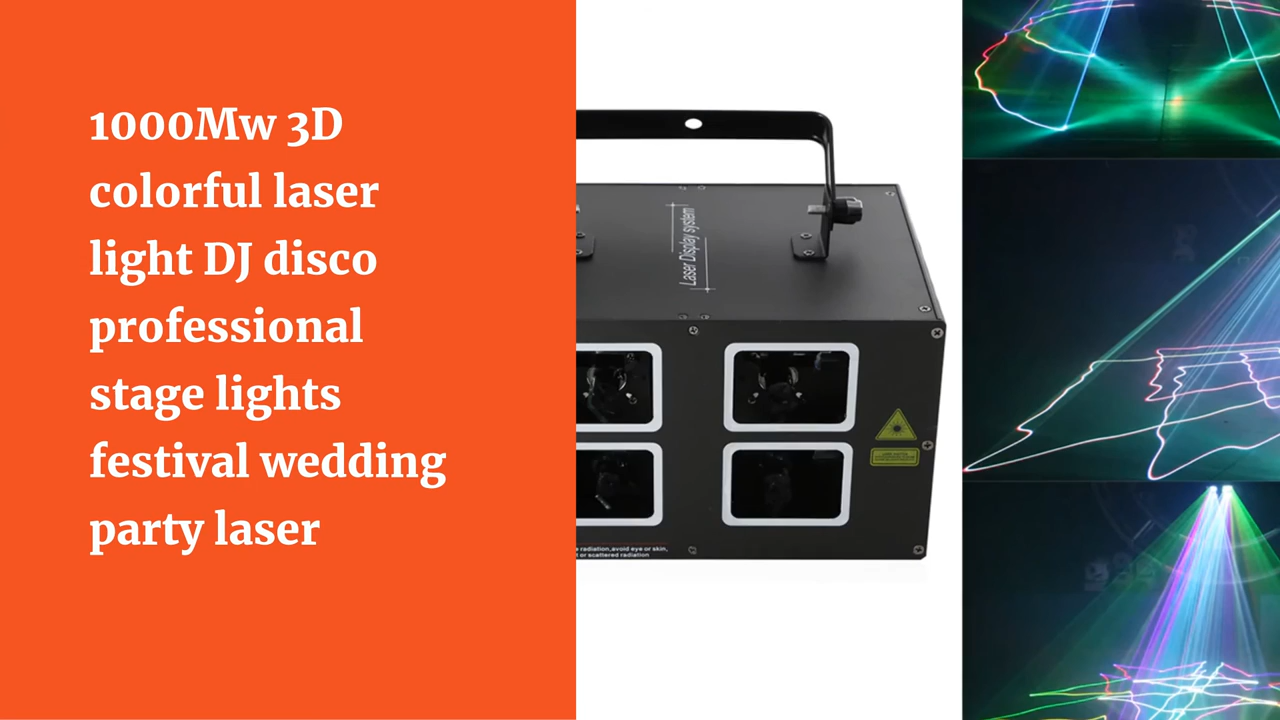 1000Mw 3D
colorful laser
light DJ disco
professional
stage lights
festival wedding
party laser
Laser Display system
radiation,avoid eye or skin,
or scattered radiation